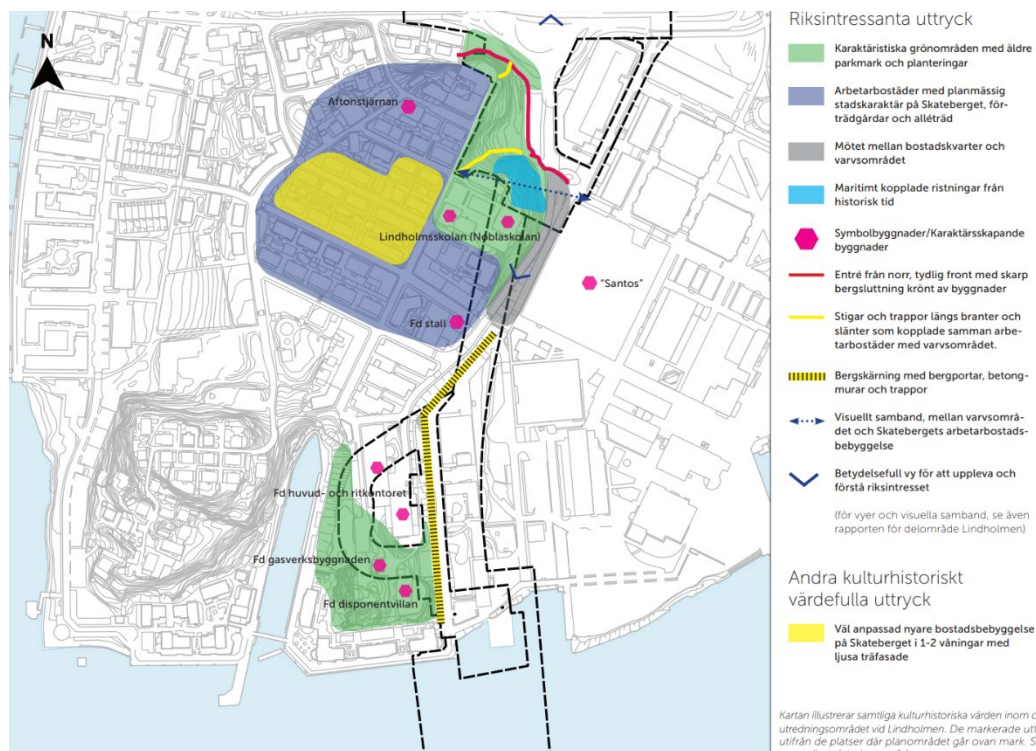 N
Aftonstjärnan
Lindholmsskolan (Nöblaskolan)
"Santos"
Fd stall
Fd huvud- och ritkontoret
Fd gasverksbyggnaden
Fd disponentvillan
Riksintressanta uttryck
Karaktäristiska grönområden med äldre
parkmark och planteringar
Arbetarbostäder med planmässig
stadskaraktär på Skateberget, för-
trädgårdar och alléträd
Mötet mellan bostadskvarter och
varvsområdet
Maritimt kopplade ristningar från
historisk tid
Symbolbyggnader/Karaktärsskapande
byggnader
Entré från norr, tydlig front med skarp
bergsluttning krönt av byggnader
Stigar och trappor längs branter och
slänter som kopplade samman arbe-
tarbostäder med varvsområdet.
Bergskärning med bergportar, betong-
murar och trappor
Visuellt samband, mellan varvsområ-
det och Skatebergets arbetarbostads-
bebyggelse
Betydelsefull vy för att uppleva och
förstå riksintresset
(för vyer och visuella samband, se även
rapporten för delområde Lindholmen)
Andra kulturhistoriskt
värdefulla uttryck
Väl anpassad nyare bostadsbebyggelse
på Skateberget i 1-2 våningar med
ljusa träfasade
Kartan illustrerar samtliga kulturhistoriska värden inom
utredningsområdet vid Lindholmen. De markerade
utifrån de platser där planområdet går ovan mark.